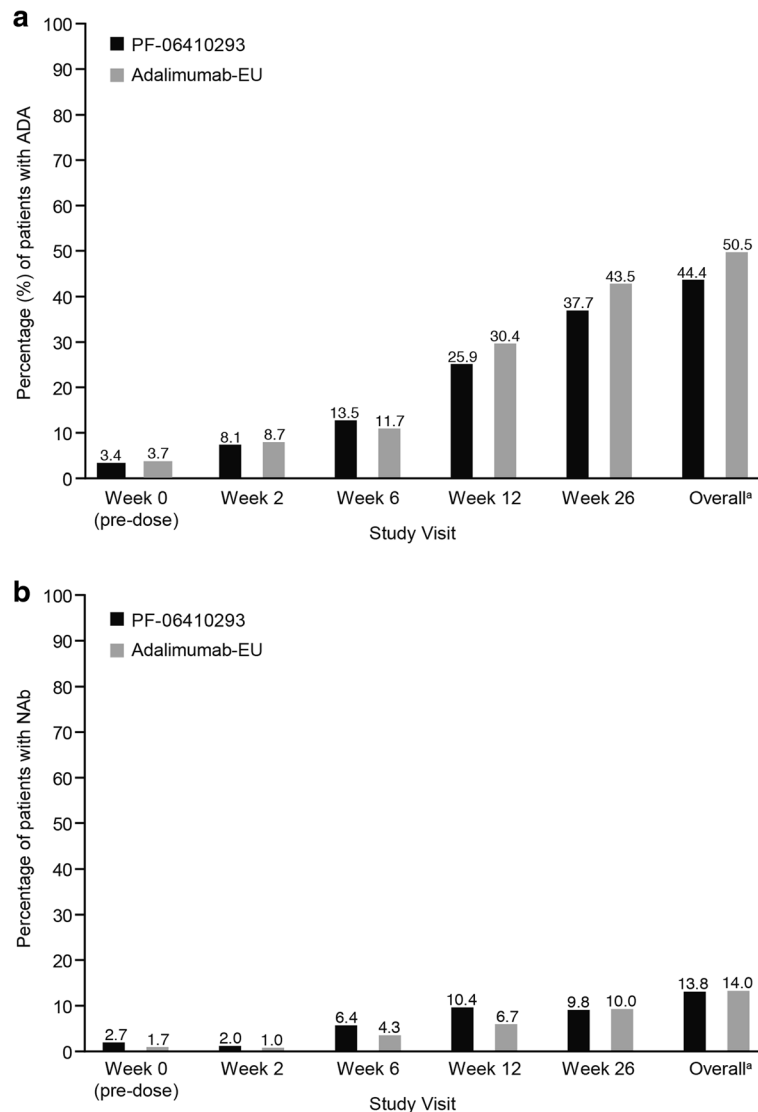 a
PF-06410293
Adalimumab-EU
Percentage (%) of patients with ADA
100
90
80
70
60
50
40
30
20
10
0
3.4 3.7
8.1 8.7
13.5 11.7
25.9 30.4
37.7 43.5
44.4 50.5
Week 0 Week 2 Week 6 Week 12 Week 26 Overallᵃ
(pre-dose)
Study Visit
b
PF-06410293
Adalimumab-EU
Percentage of patients with NAb
100
90
80
70
60
50
40
30
20
10
0
2.7 1.7
2.0 1.0
6.4 4.3
10.4 6.7
9.8 10.0
13.8 14.0
Week 0 Week 2 Week 6 Week 12 Week 26 Overallᵃ
(pre-dose)
Study Visit